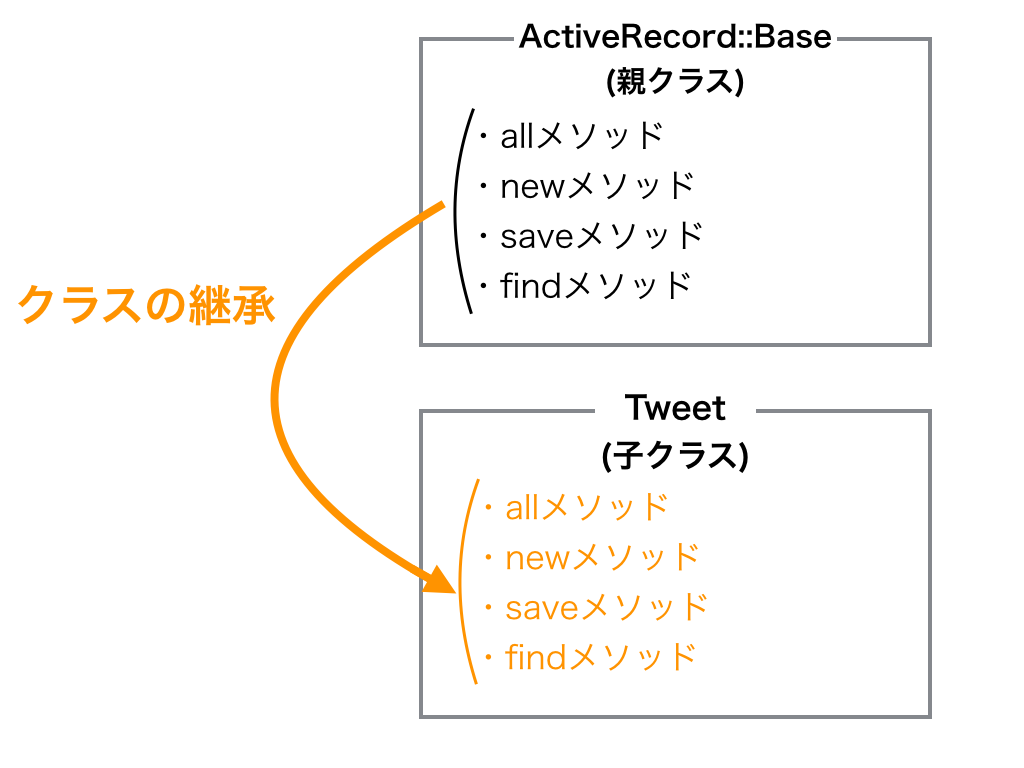 ActiveRecord::Base
(親クラス)
・allメソッド
・newメソッド
・saveメソッド
・findメソッド
クラスの継承
Tweet
(子クラス)
・allメソッド
・newメソッド
・saveメソッド
・findメソッド